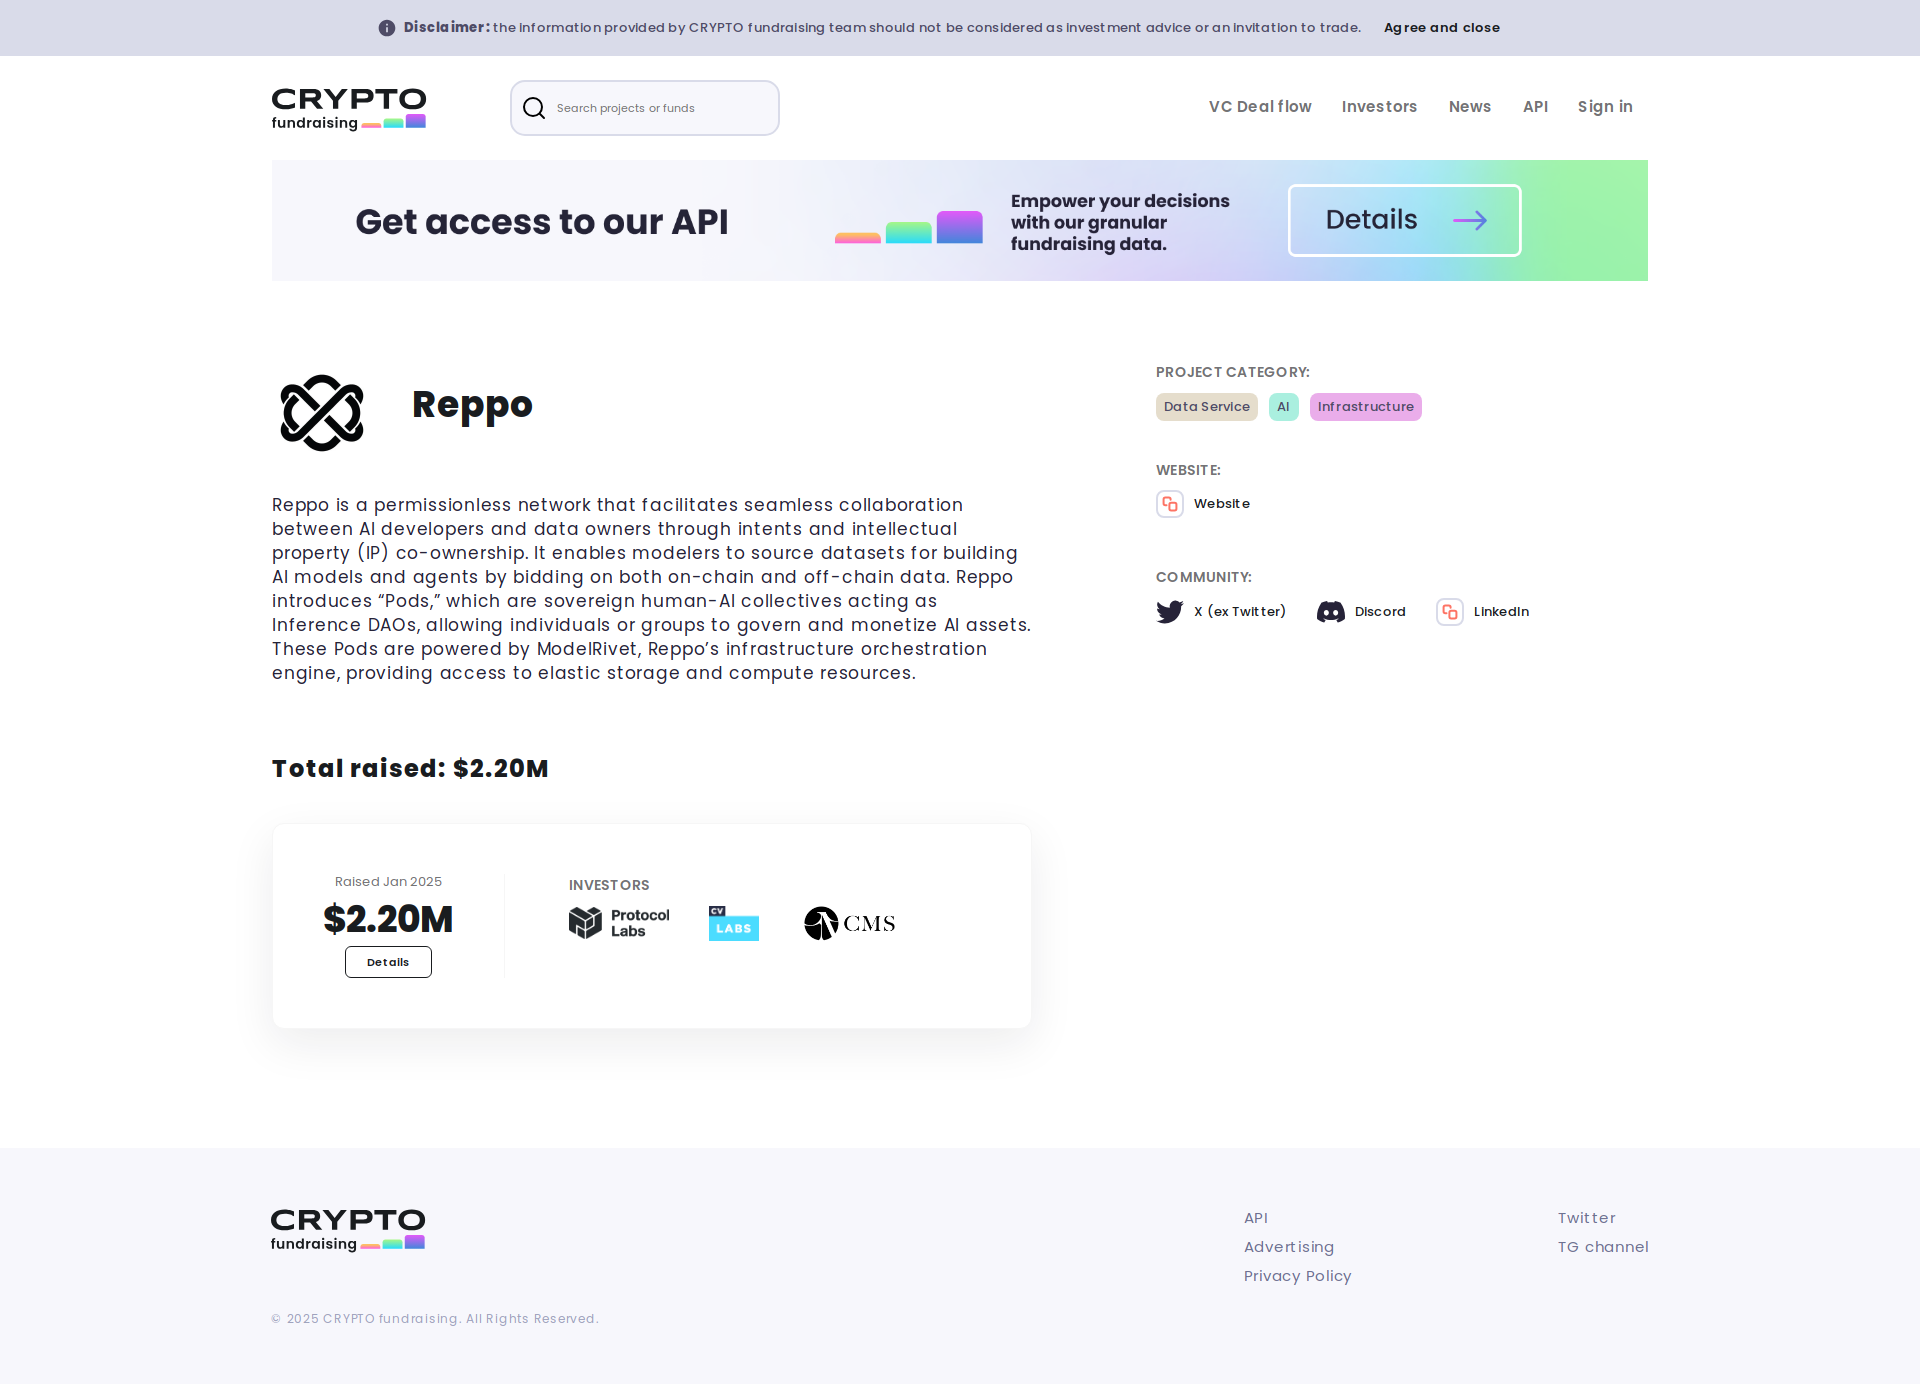 Disclaimer: the information provided by CRYPTO fundraising team should not be considered as investment advice or an invitation to trade. Agree and close
CRYPTO
fundraising
Search projects or funds
VC Deal flow Investors News API Sign in
Get access to our API
Empower your decisions
with our granular
fundraising data.
Details
Reppo
Reppo is a permissionless network that facilitates seamless collaboration
between AI developers and data owners through intents and intellectual
property (IP) co-ownership. It enables modelers to source datasets for building
AI models and agents by bidding on both on-chain and off-chain data. Reppo
introduces “Pods,” which are sovereign human-AI collectives acting as
Inference DAOs, allowing individuals or groups to govern and monetize AI assets.
These Pods are powered by ModelRivet, Reppo’s infrastructure orchestration
engine, providing access to elastic storage and compute resources.
PROJECT CATEGORY:
Data Service AI Infrastructure
WEBSITE:
Website
COMMUNITY:
X (ex Twitter) Discord LinkedIn
Total raised: $2.20M
Raised Jan 2025
$2.20M
Details
INVESTORS
Protocol
Labs
CV
LABS
CMS
CRYPTO
fundraising
API
Advertising
Privacy Policy
Twitter
TG channel
© 2025 CRYPTO fundraising. All Rights Reserved.